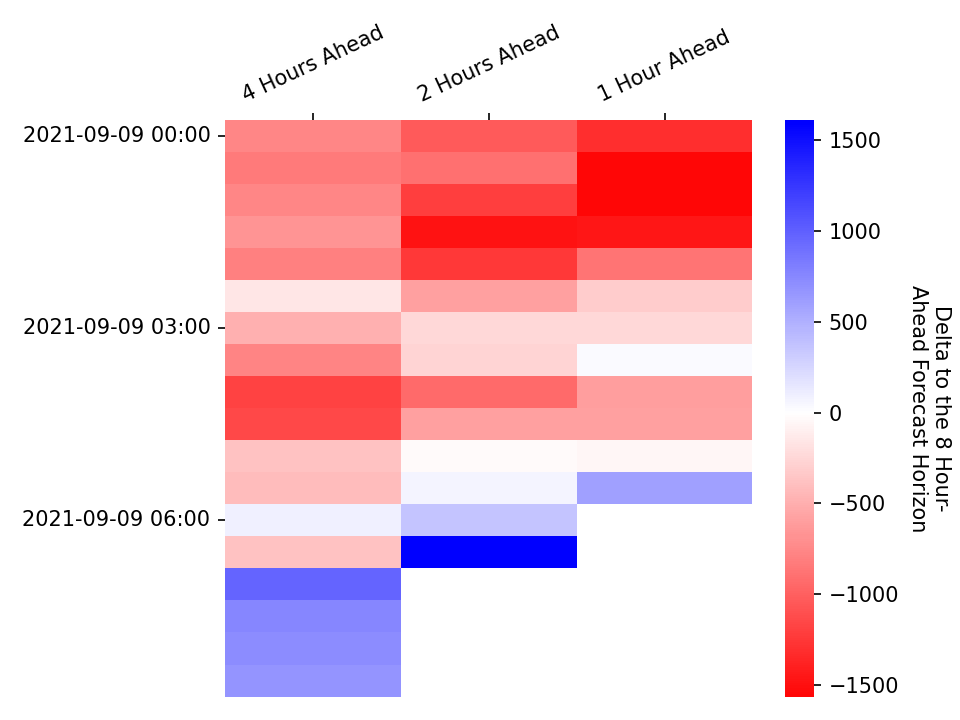 4 Hours Ahead
2 Hours Ahead
1 Hour Ahead
2021-09-09 00:00
2021-09-09 03:00
2021-09-09 06:00
1500
1000
500
0
−500
−1000
−1500
Delta to the 8 Hour-
Ahead Forecast Horizon